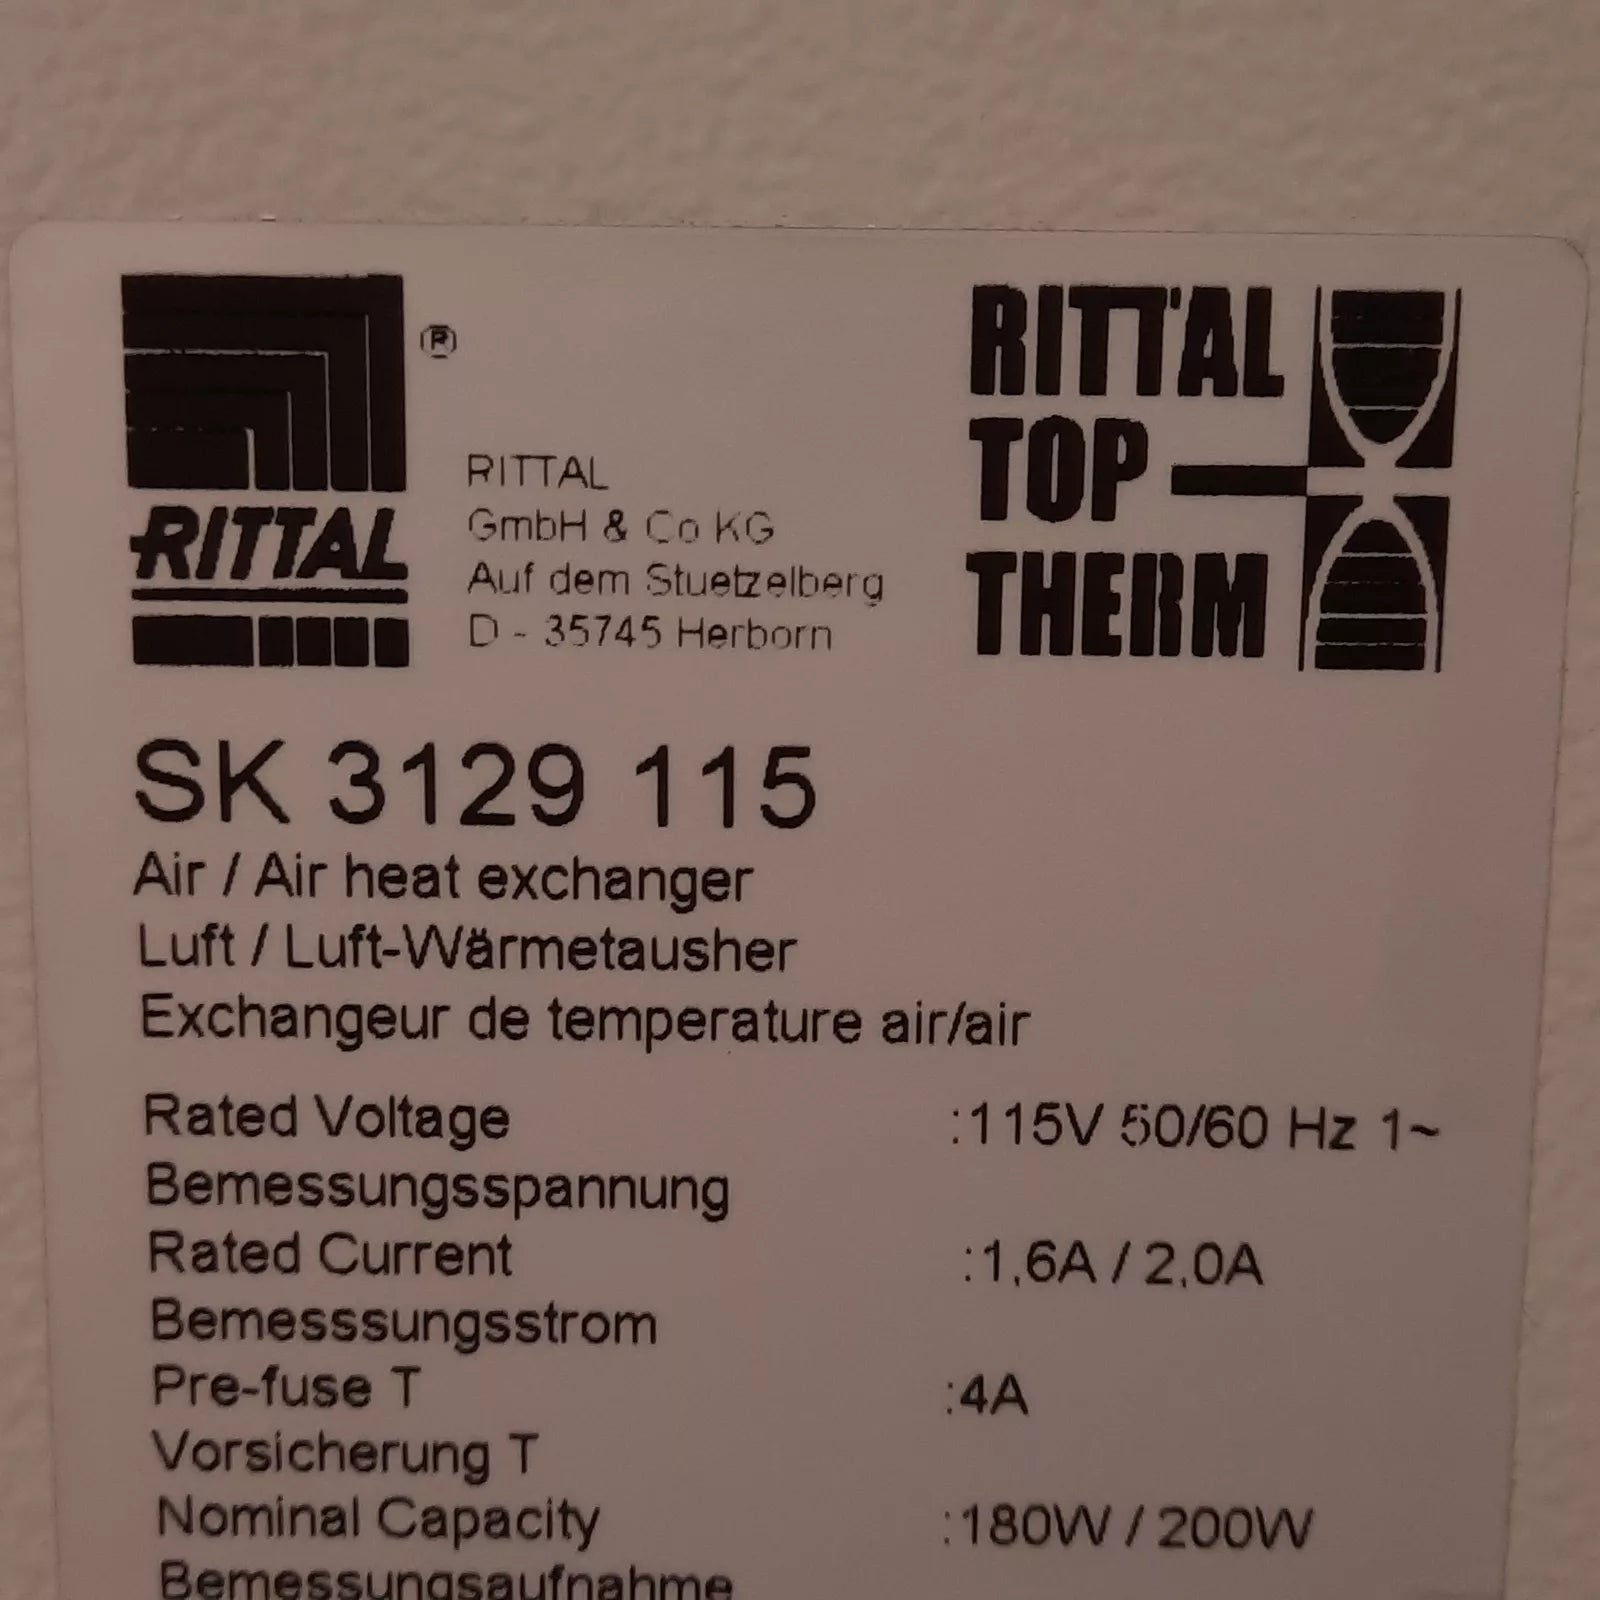 ®
RITTAL
RITTAL
GmbH & Co KG
Auf dem Stuetzelberg
D - 35745 Herborn
RITTAL
TOP
THERM
SK 3129 115
Air / Air heat exchanger
Luft / Luft-Wärmetausher
Exchangeur de temperature air/air
Rated Voltage :115V 50/60 Hz 1~
Bemessungsspannung
Rated Current :1,6A / 2,0A
Bemesssungsstrom
Pre-fuse T :4A
Vorsicherung T
Nominal Capacity :180W / 200W
Bemessungsaufnahme